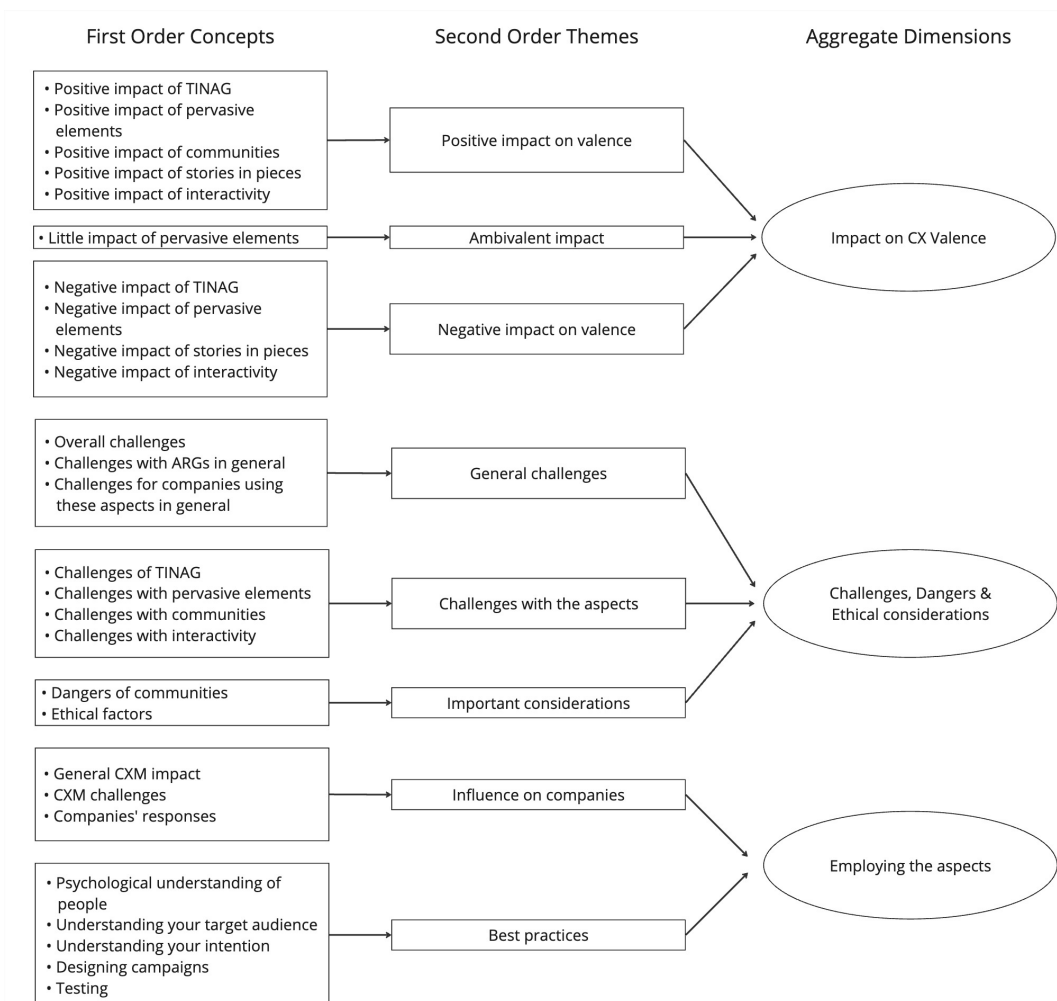 First Order Concepts
Second Order Themes
Aggregate Dimensions
• Positive impact of TINAG
• Positive impact of pervasive
elements
• Positive impact of communities
• Positive impact of stories in pieces
• Positive impact of interactivity
Positive impact on valence
• Little impact of pervasive elements
Ambivalent impact
Impact on CX Valence
• Negative impact of TINAG
• Negative impact of pervasive
elements
• Negative impact of stories in pieces
• Negative impact of interactivity
Negative impact on valence
• Overall challenges
• Challenges with ARGs in general
• Challenges for companies using
these aspects in general
General challenges
• Challenges of TINAG
• Challenges with pervasive elements
• Challenges with communities
• Challenges with interactivity
Challenges with the aspects
Challenges, Dangers &
Ethical considerations
• Dangers of communities
• Ethical factors
Important considerations
• General CXM impact
• CXM challenges
• Companies' responses
Influence on companies
Employing the aspects
• Psychological understanding of
people
• Understanding your target audience
• Understanding your intention
• Designing campaigns
• Testing
Best practices